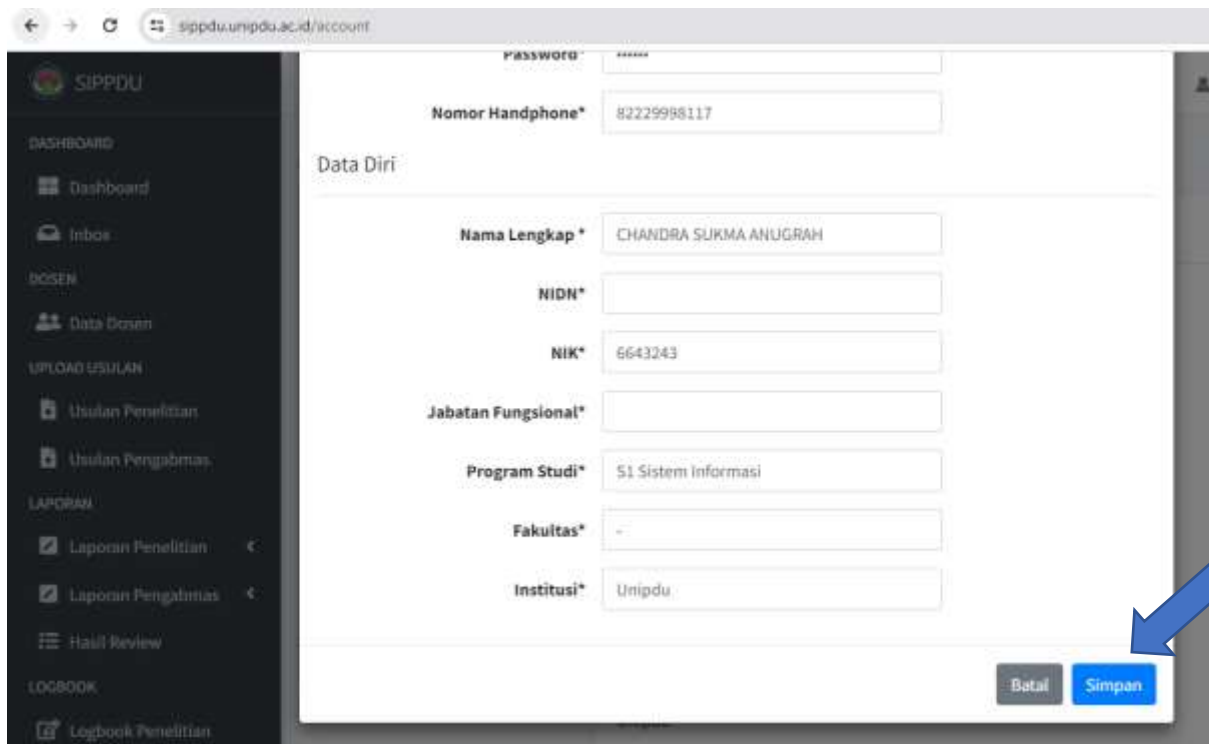 sippdu.unipdu.ac.id/account
SIPPDU
DASHBOARD
Dashboard
Inbox
DOSEN
Data Dosen
UPLOAD USULAN
Usulan Penelitian
Usulan Pengabmas
LAPORAN
Laporan Penelitian
Laporan Pengabmas
Hasil Review
LOGBOOK
Logbook Penelitian
Password*
Nomor Handphone* 82229998117
Data Diri
Nama Lengkap * CHANDRA SUKMA ANUGRAH
NIDN*
NIK* 6643243
Jabatan Fungsional*
Program Studi* S1 Sistem Informasi
Fakultas* -
Institusi* Unipdu
Batal Simpan